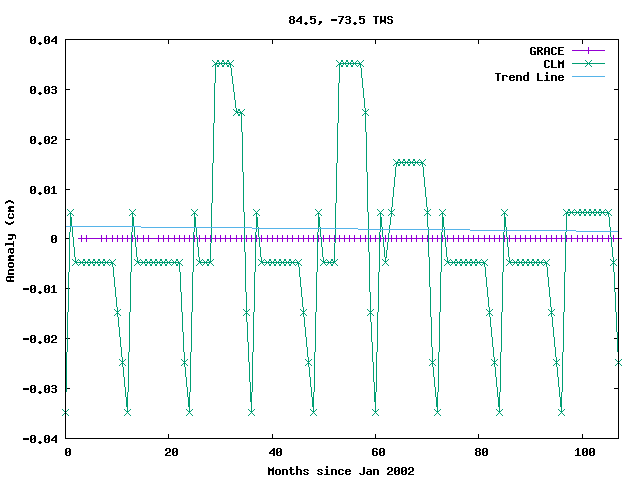 84.5, -73.5 TWS
0.04
0.03
0.02
0.01
0
-0.01
-0.02
-0.03
-0.04
Anomaly (cm)
GRACE
CLM
Trend Line
0 20 40 60 80 100
Months since Jan 2002